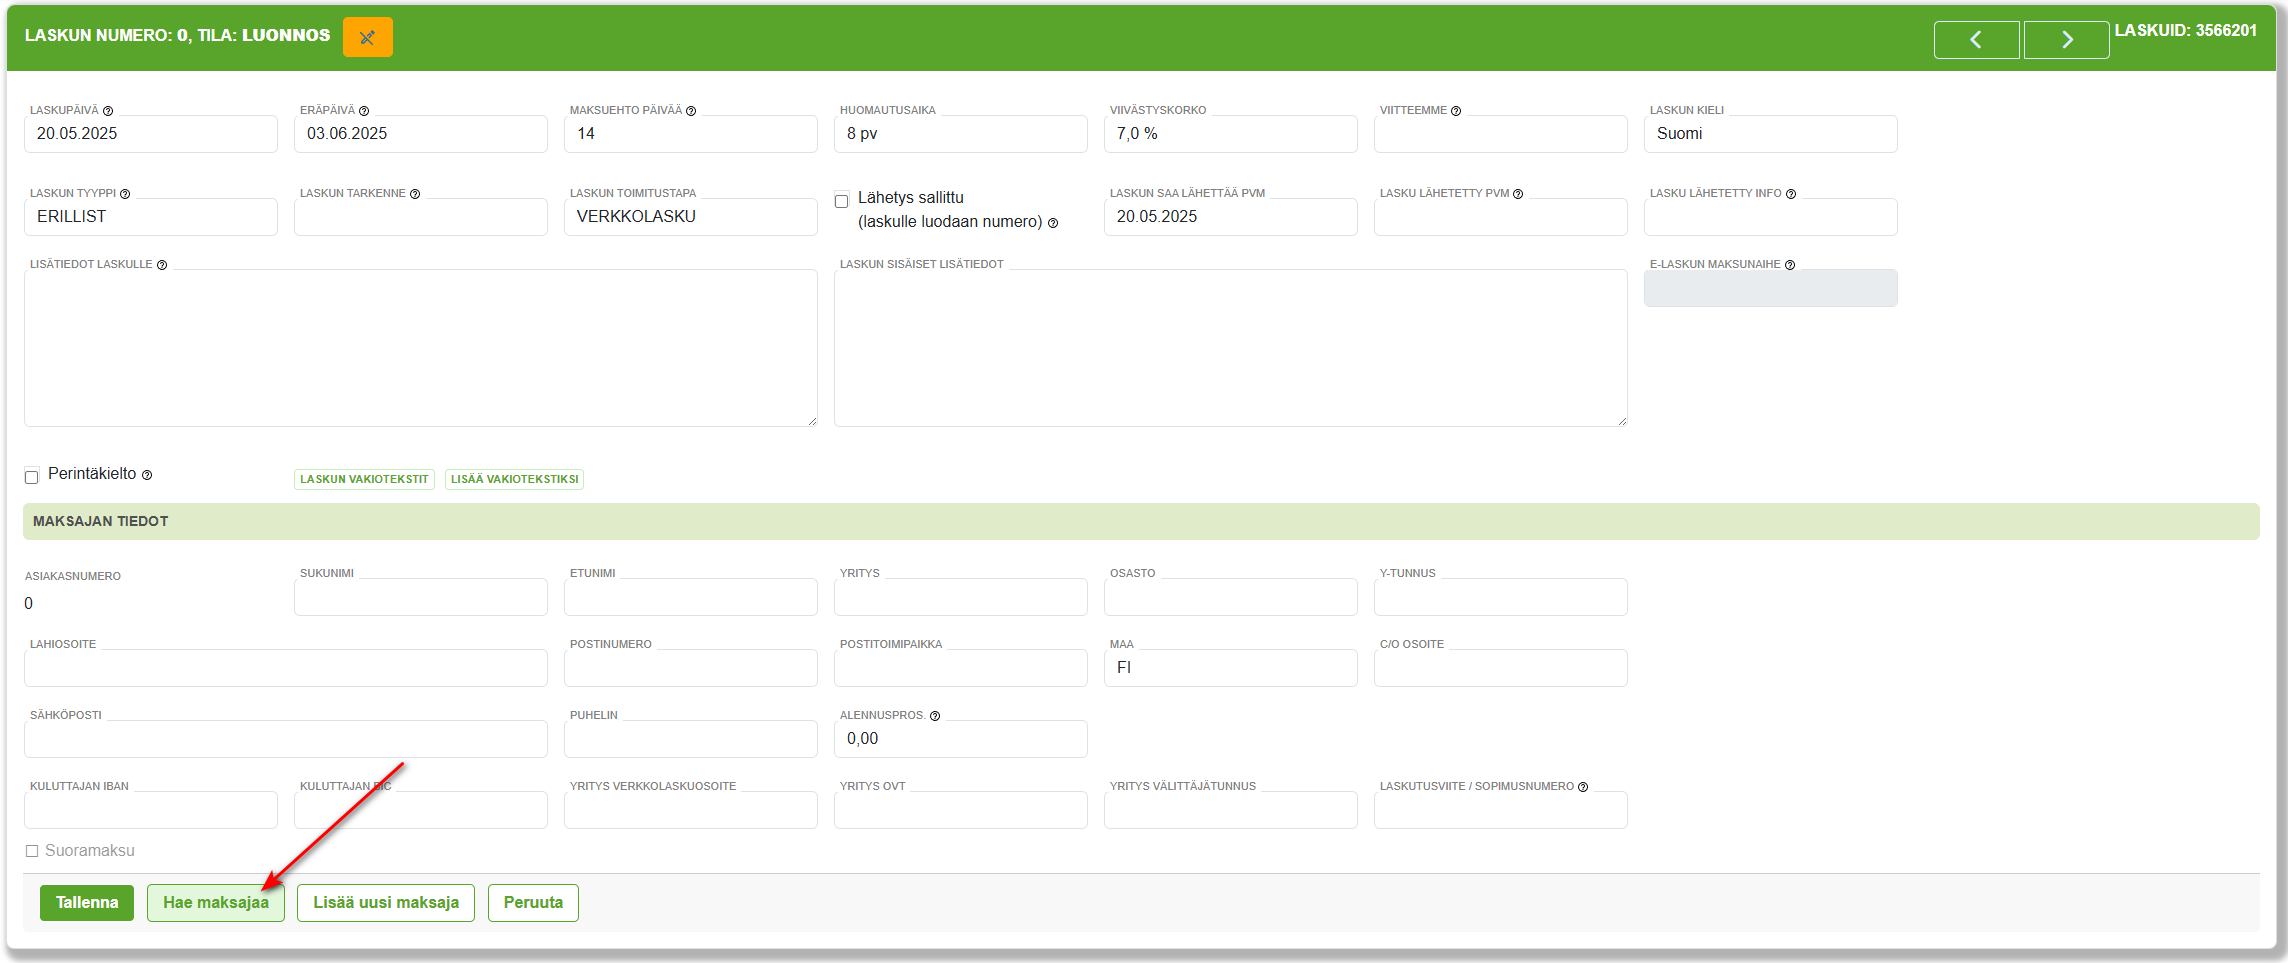 LASKUN NUMERO: 0, TILA: LUONNOS
LASKUID: 3566201
LASKUPÄIVÄ ERÄPÄIVÄ MAKSUEHTO PÄIVÄÄ HUOMAUTUSAIKA VIIVÄSTYSKORKO VIITTEEMME LASKUN KIELI
20.05.2025 03.06.2025 14 8 pv 7,0 % Suomi
LASKUN TYYPPI LASKUN TARKENNE LASKUN TOIMITUSTAPA Lähetys sallittu LASKUN SAA LÄHETTÄÄ PVM LASKU LÄHETETTY PVM LASKU LÄHETETTY INFO
ERILLIST VERKKOLASKU (laskulle luodaan numero) 20.05.2025
LISÄTIEDOT LASKULLE LASKUN SISÄISET LISÄTIEDOT E-LASKUN MAKSUNAIHE
Perintäkielto LASKUN VAKIOTEKSTIT LISÄÄ VAKIOTEKSTIKSI
MAKSAJAN TIEDOT
ASIAKASNUMERO SUKUNIMI ETUNIMI YRITYS OSASTO Y-TUNNUS
0
LAHIOSOITE POSTINUMERO POSTITOIMIPAIKKA MAA C/O OSOITE
FI
SÄHKÖPOSTI PUHELIN ALENNUSPROS.
0,00
KULUTTAJAN IBAN KULUTTAJAN BIC YRITYS VERKKOLASKUOSOITE YRITYS OVT YRITYS VÄLITTÄJÄTUNNUS LASKUTUSVIITE / SOPIMUSNUMERO
Suoramaksu
Tallenna Hae maksajaa Lisää uusi maksaja Peruuta